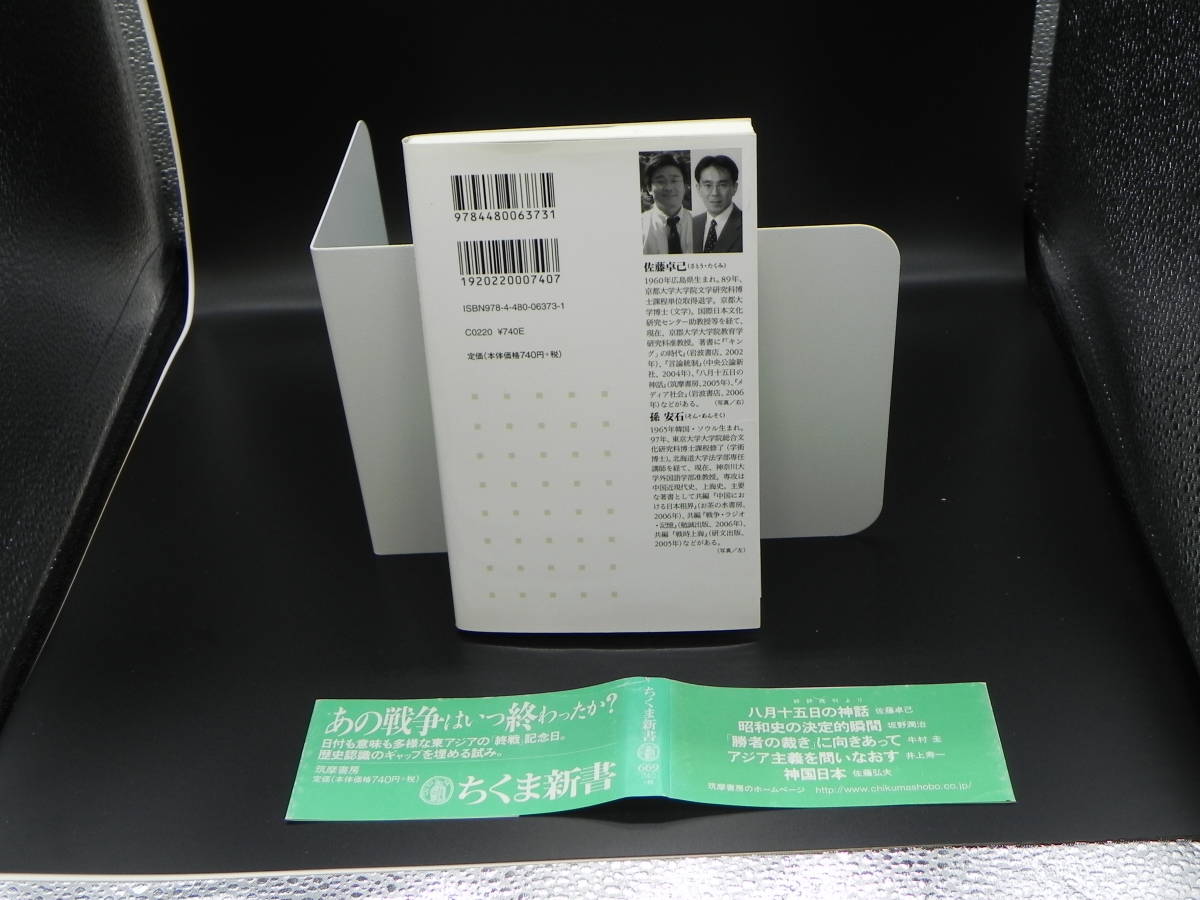 9784480063731
1920220007407
ISBN978-4-480-06373-1
C0220 ¥740E
定価(本体価格740円+税)
佐藤卓己(さとう・たくみ)
1960年広島県生まれ。89年、
京都大学大学院文学研究科博
士課程単位取得退学。京都大
学博士(文学)。国際日本文化
研究センター助教授等を経て、
現在、京都大学大学院教育学
研究科准教授。著書に『「キン
グ」の時代』(岩波書店、2002
年)、『言論統制』(中央公論新
社、2004年)、『八月十五日の
神話』(筑摩書房、2005年)、『メ
ディア社会』(岩波書店、2006
年)などがある。 (写真/右)
孫 安石(そん・あんそく)
1965年韓国・ソウル生まれ。
97年、東京大学大学院総合文
化研究科博士課程修了(学術
博士)。北海道大学法学部専任
講師を経て、現在、神奈川大
学外国語学部准教授。専攻は
中国近現代史、上海史。主要
な著書として共編『中国にお
ける日本租界』(お茶の水書房、
2006年)、共編『戦争・ラジオ
・記憶』(勉誠出版、2006年)、
共編『戦時上海』(研文出版、
2005年)などがある。
(写真/左)
あの戦争はいつ終わったか?
日付も意味も多様な東アジアの「終戦」記念日。
歴史認識のギャップを埋める試み。
筑摩書房
定価(本体価格740円+税)
ちくま新書
ちくま新書
669
八月十五日の神話 佐藤卓己
昭和史の決定的瞬間 坂野潤治
「勝者の裁き」に向きあって 牛村 圭
アジア主義を問いなおす 井上寿一
神国日本 佐藤弘夫
筑摩書房のホームページ http://www.chikumashobo.co.jp/